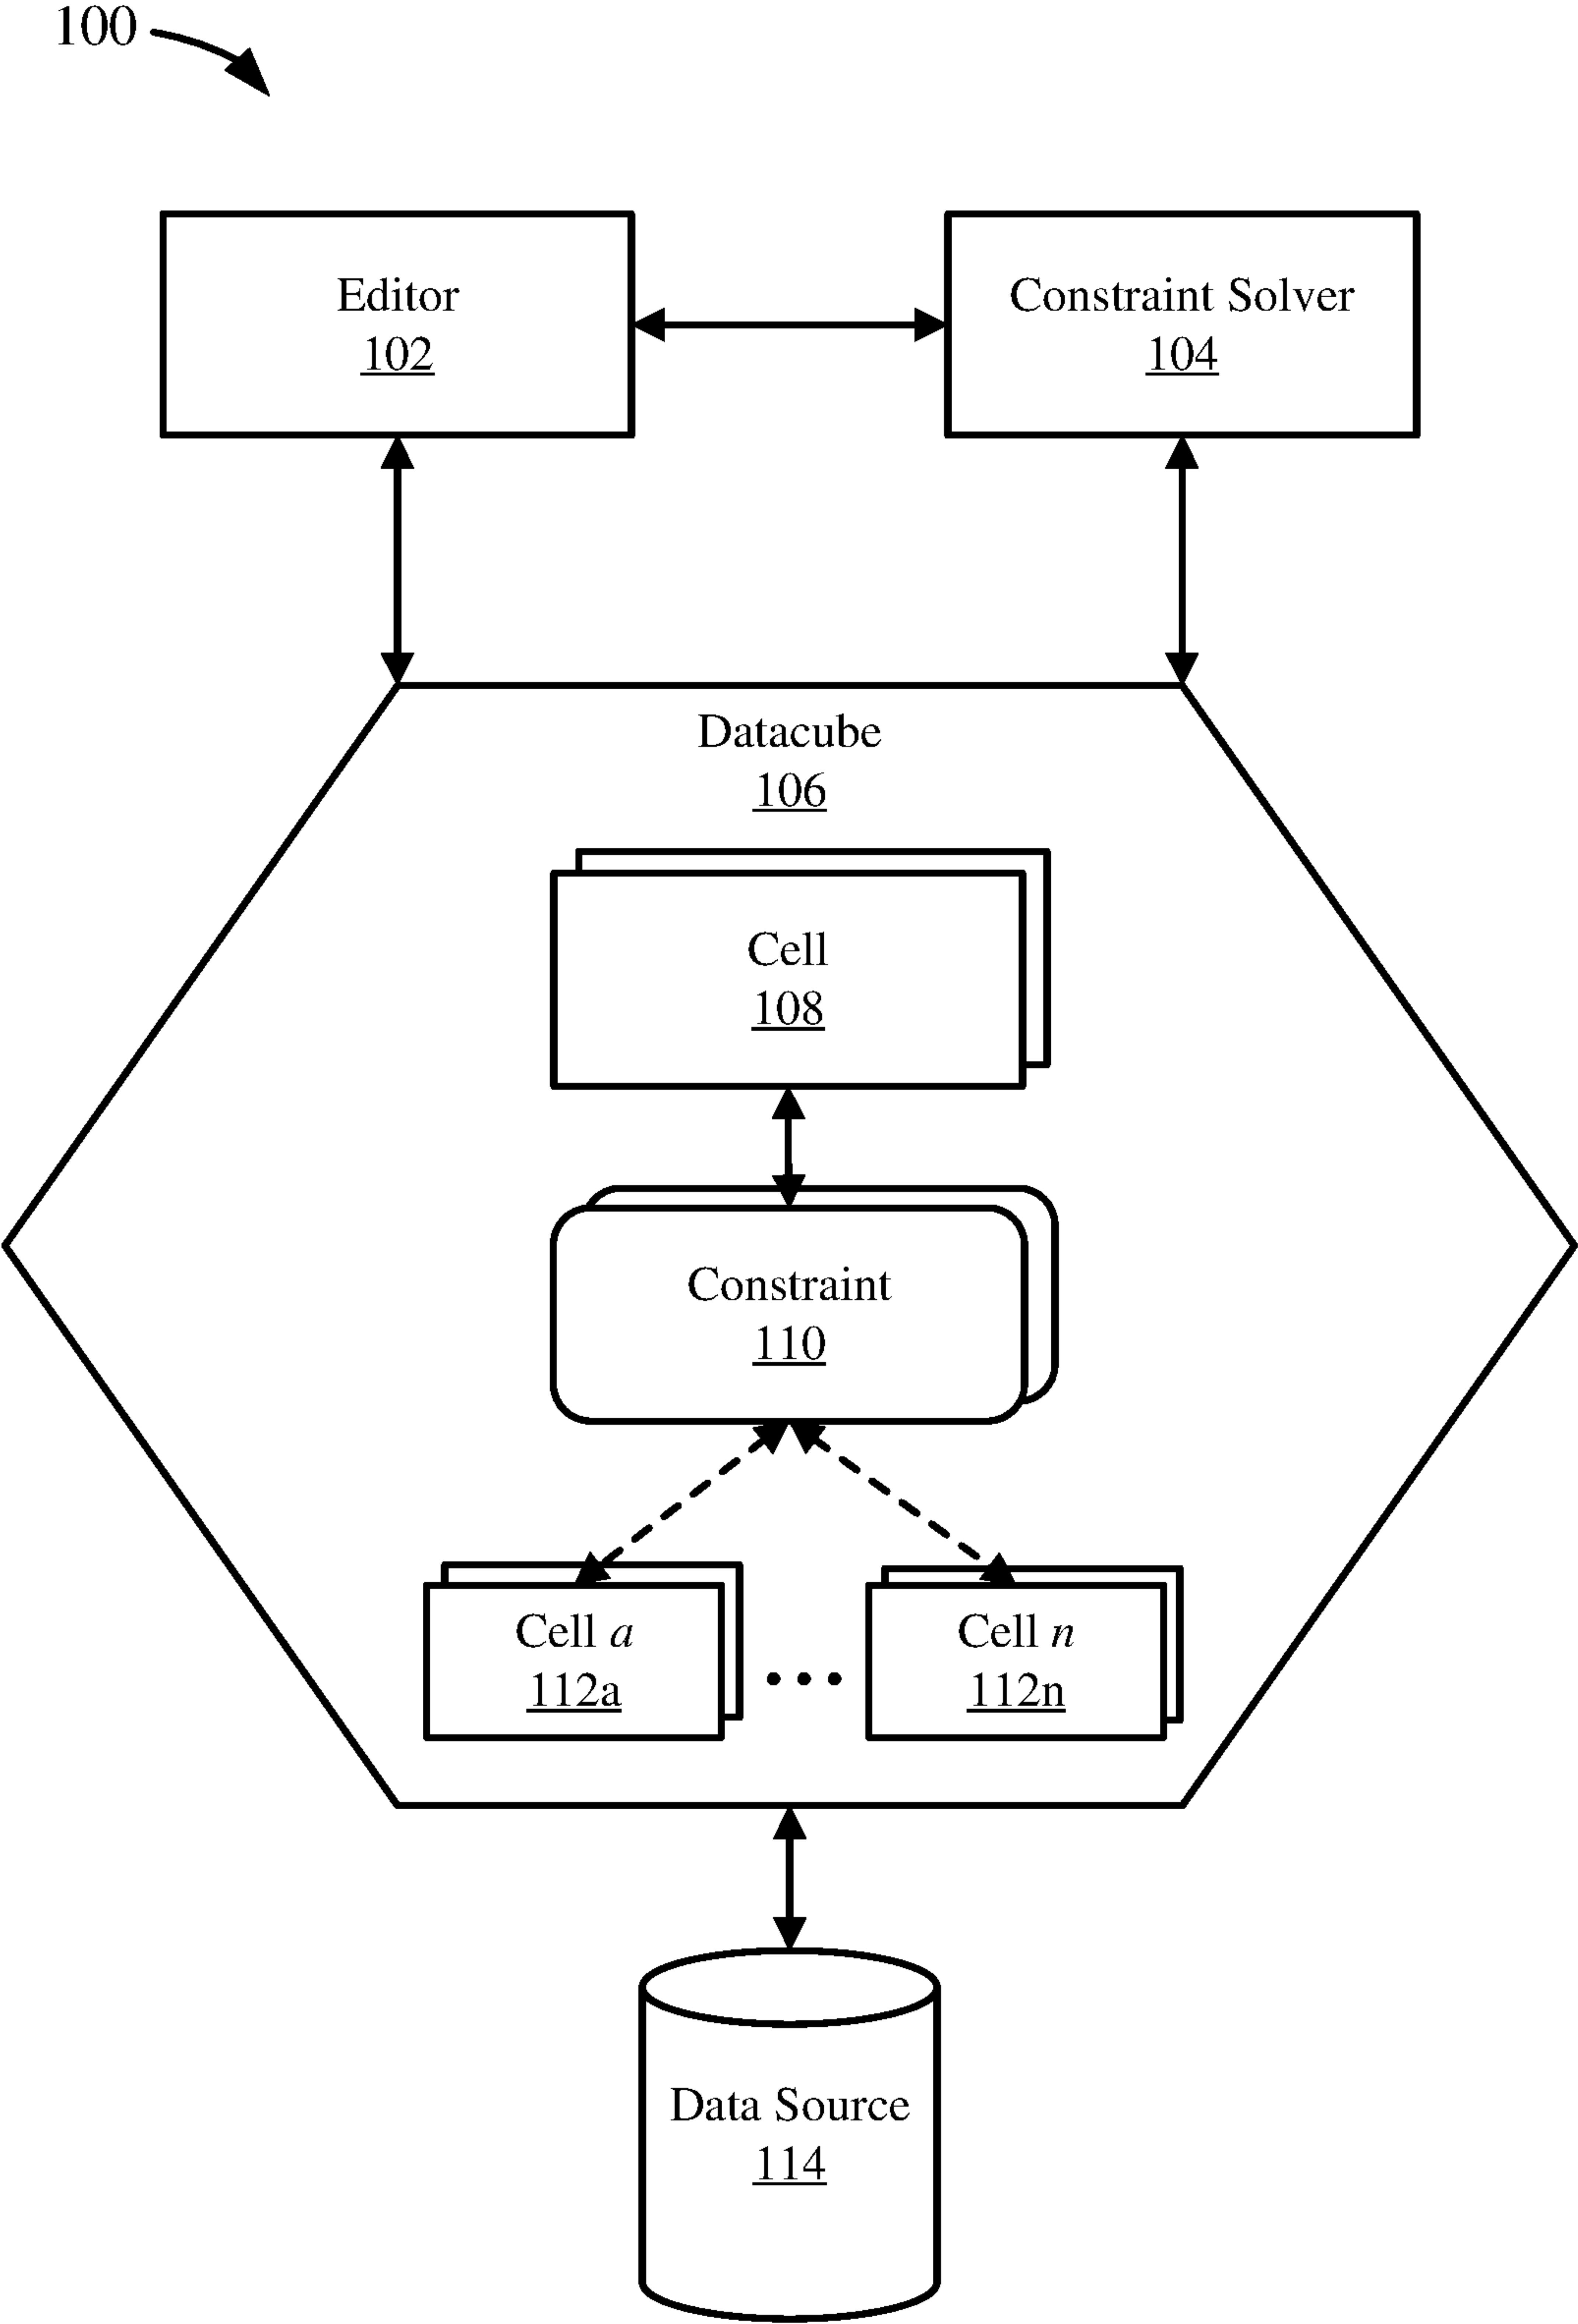 100
Editor
102
Constraint Solver
104
Datacube
106
Cell
108
Constraint
110
Cell a
112a
Cell n
112n
Data Source
114